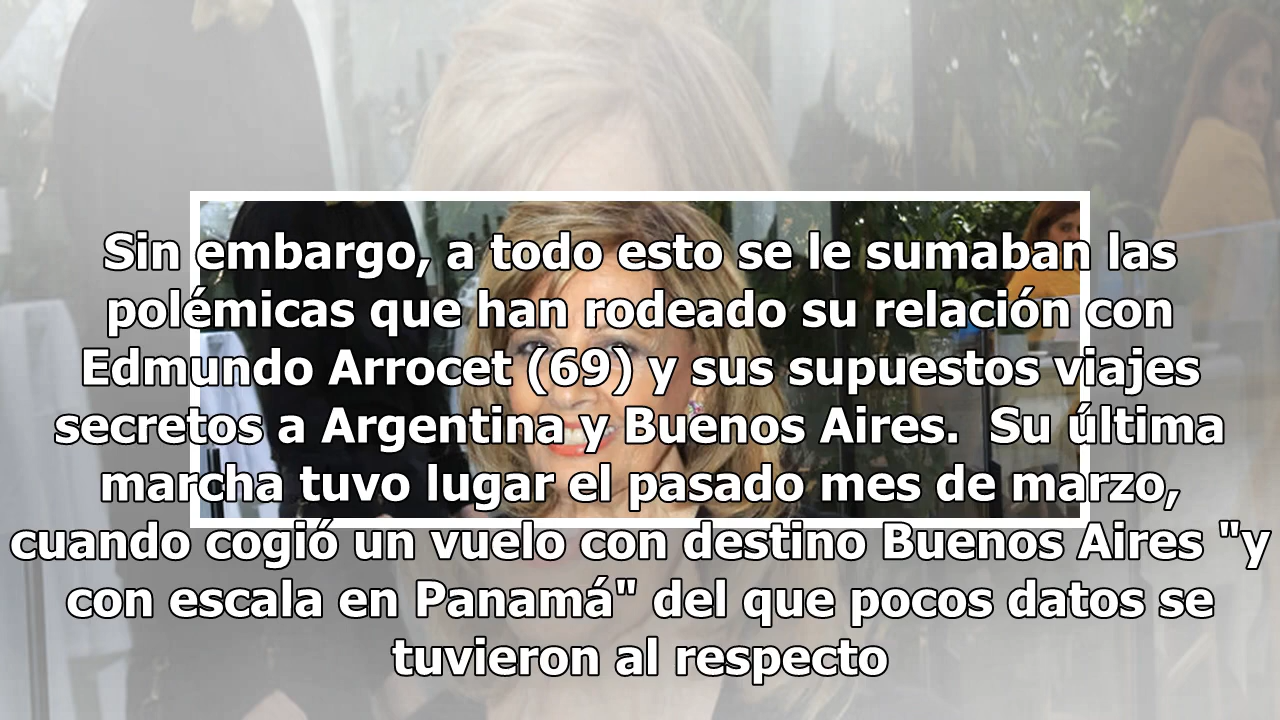 Sin embargo, a todo esto se le sumaban las
polémicas que han rodeado su relación con
Edmundo Arrocet (69) y sus supuestos viajes
secretos a Argentina y Buenos Aires.  Su última
marcha tuvo lugar el pasado mes de marzo,
cuando cogió un vuelo con destino Buenos Aires "y
con escala en Panamá" del que pocos datos se
tuvieron al respecto